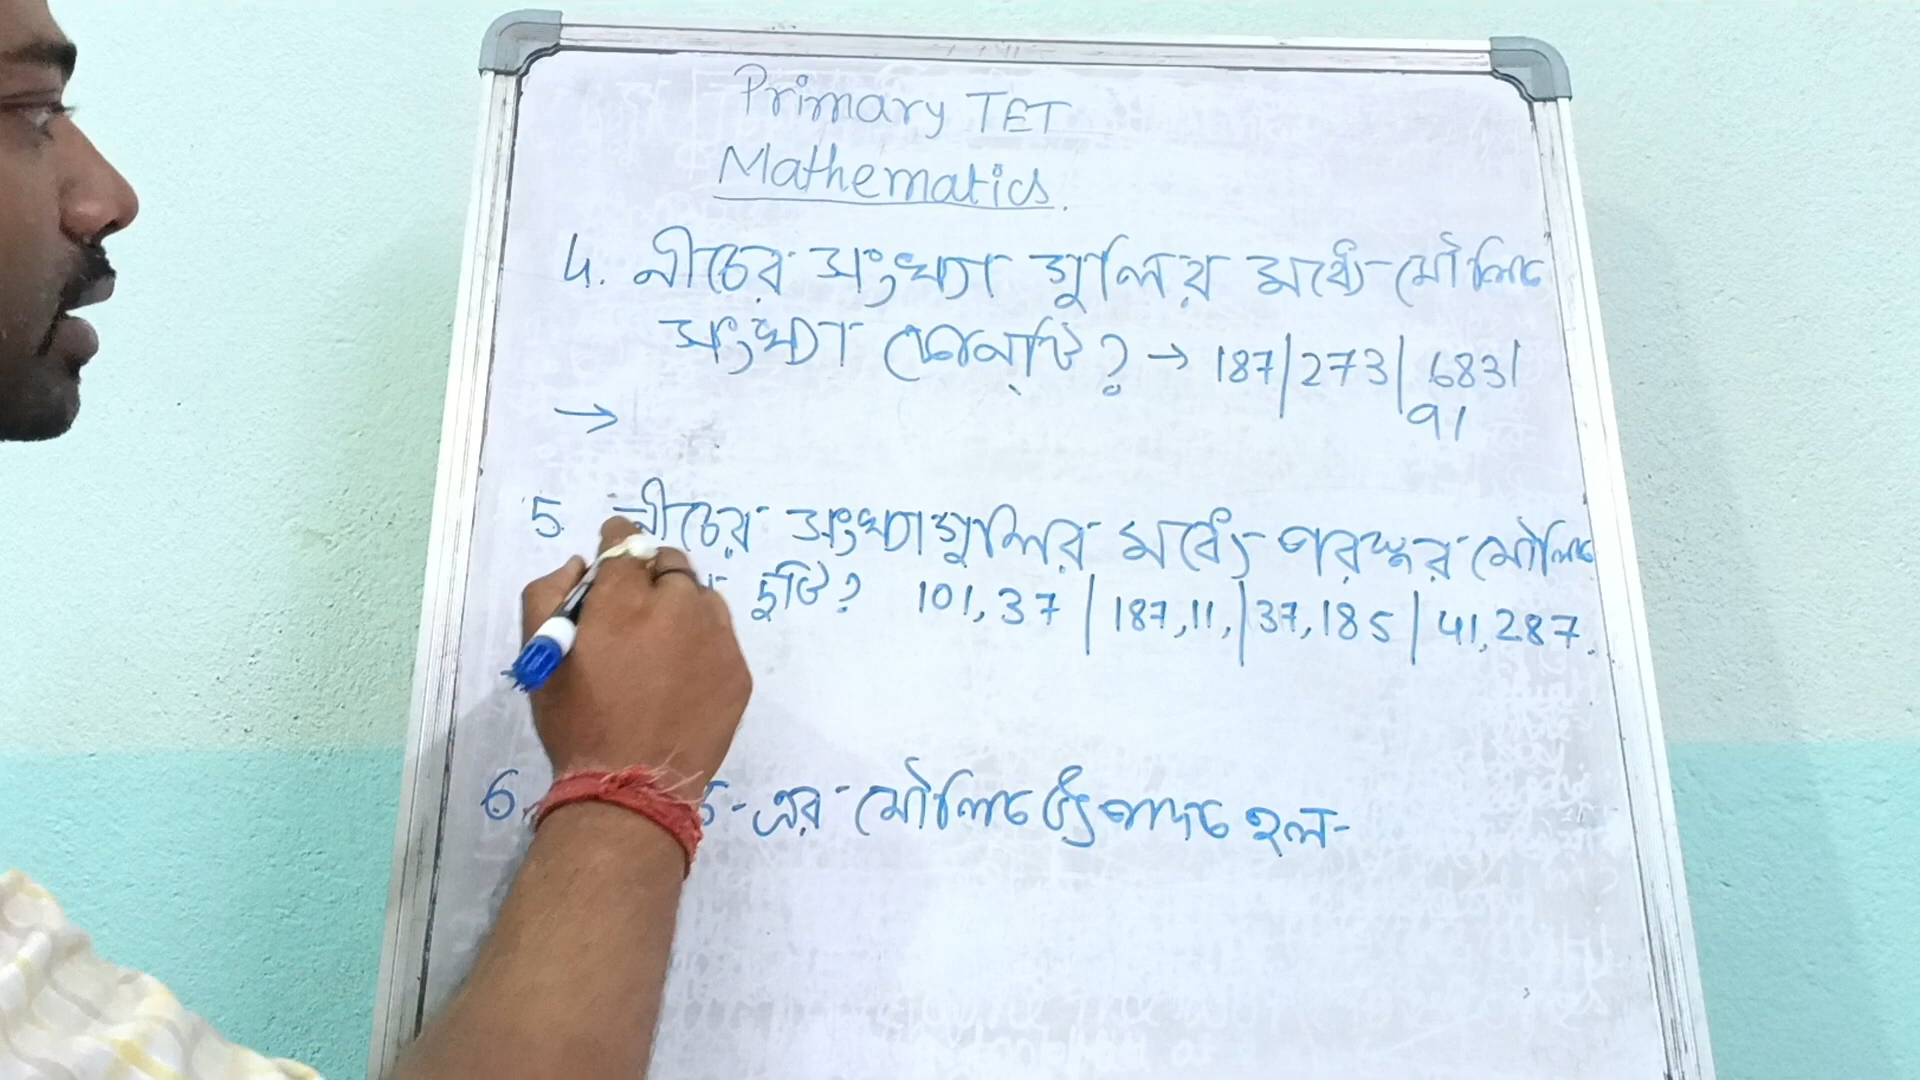 Primary TET
Mathematics.
4. নীচের সংখ্যা গুলির মধ্যে মৌলিক
সংখ্যা কোনটি? → 187/273/683/
91
→
5 নীচের সংখ্যাগুলির মধ্যে পরস্পর মৌলিক
দুটি? 101, 37 | 187, 11, | 37, 185 | 41, 287.
6. -এর মৌলিক উৎপাদক হল-